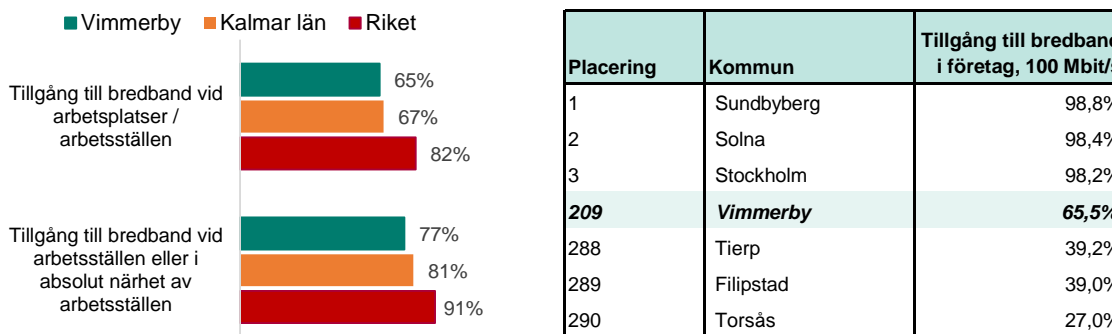 Vimmerby Kalmar län Riket
Tillgång till bredband vid
arbetsplatser /
arbetsställen
65%
67%
82%
Tillgång till bredband vid
arbetsställen eller i
absolut närhet av
arbetsställen
77%
81%
91%
Placering Kommun Tillgång till bredband
i företag, 100 Mbit/s
1 Sundbyberg 98,8%
2 Solna 98,4%
3 Stockholm 98,2%
209 Vimmerby 65,5%
288 Tierp 39,2%
289 Filipstad 39,0%
290 Torsås 27,0%